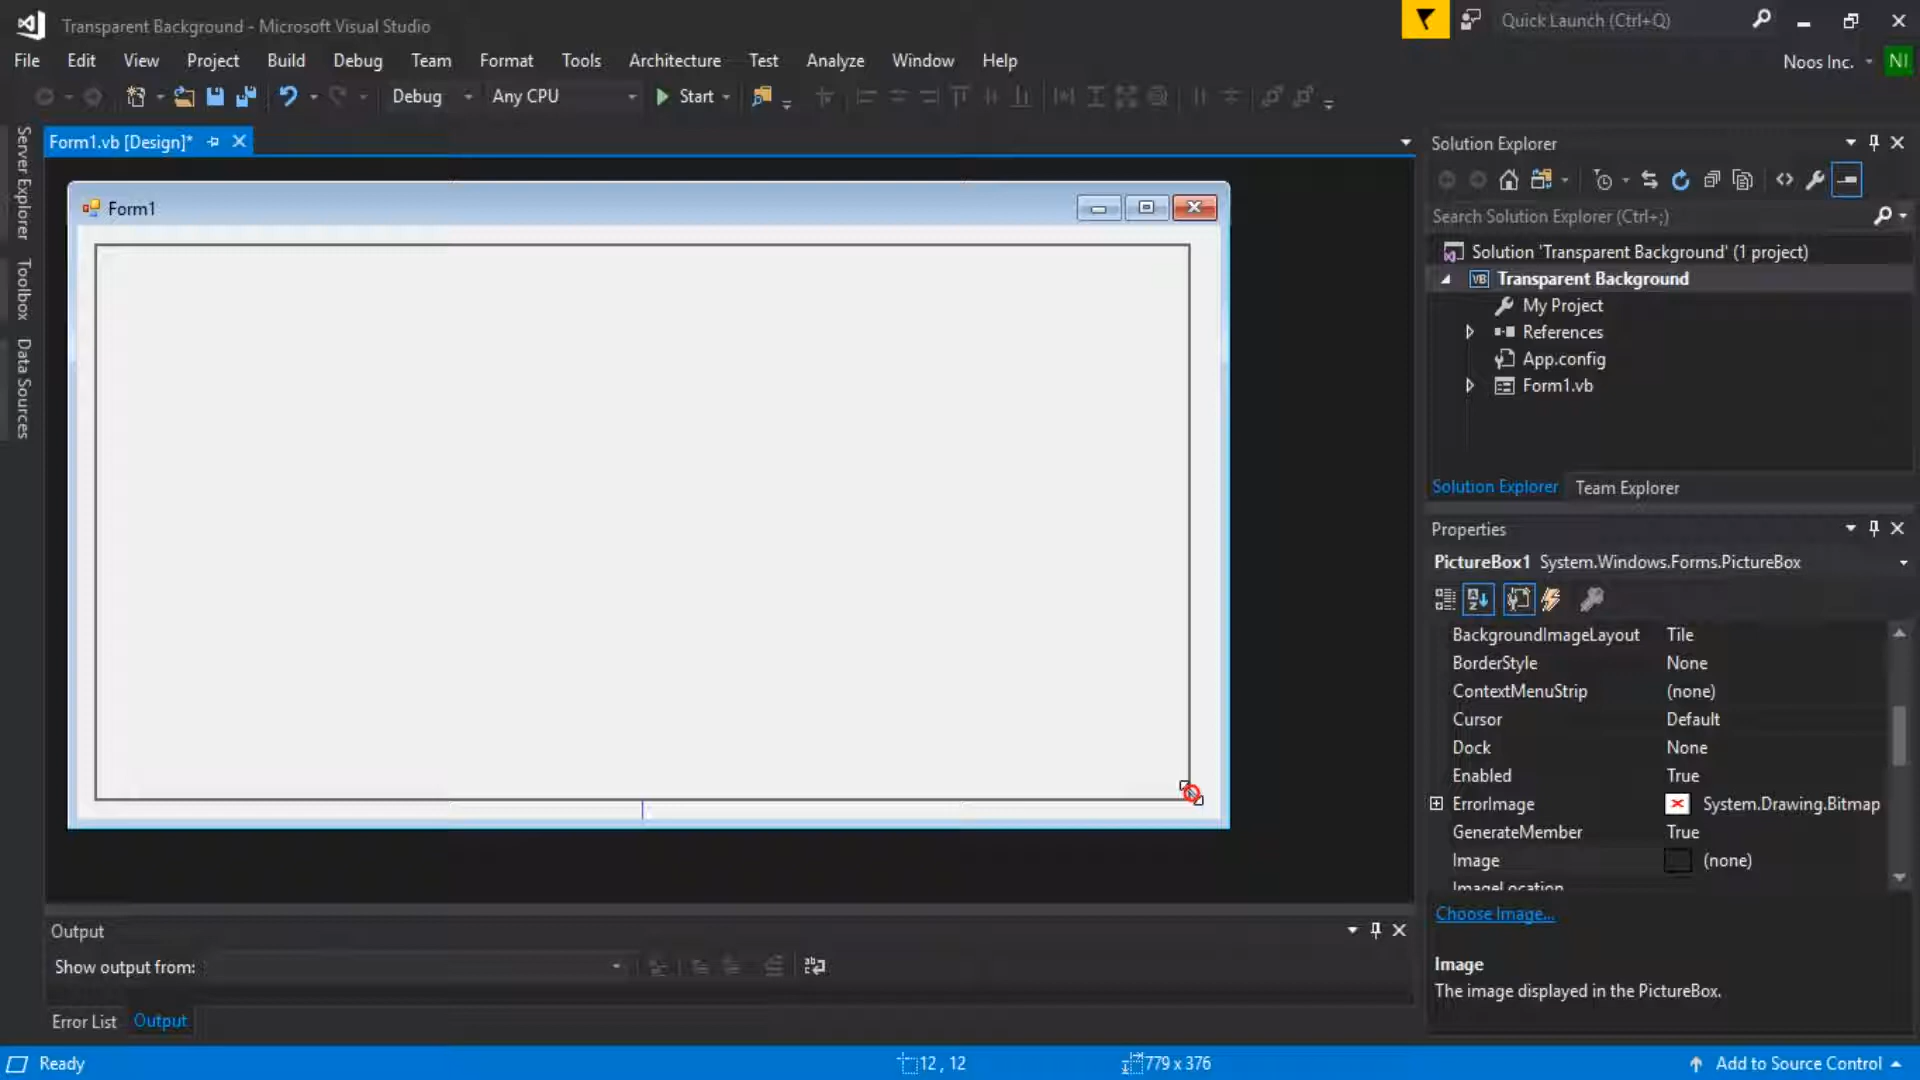 Transparent Background - Microsoft Visual Studio
Quick Launch (Ctrl+Q)
File Edit View Project Build Debug Team Format Tools Architecture Test Analyze Window Help
Noos Inc. NI
Debug Any CPU Start
Server Explorer
Toolbox
Data Sources
Form1.vb [Design]*
Form1
Solution Explorer
Search Solution Explorer (Ctrl+;)
Solution 'Transparent Background' (1 project)
VB Transparent Background
My Project
References
App.config
Form1.vb
Solution Explorer Team Explorer
Properties
PictureBox1 System.Windows.Forms.PictureBox
BackgroundImageLayout Tile
BorderStyle None
ContextMenuStrip (none)
Cursor Default
Dock None
Enabled True
ErrorImage System.Drawing.Bitmap
GenerateMember True
Image (none)
ImageLocation
Choose Image...
Image
The image displayed in the PictureBox.
Output
Show output from:
Error List Output
Ready 12 , 12 779 x 376 Add to Source Control